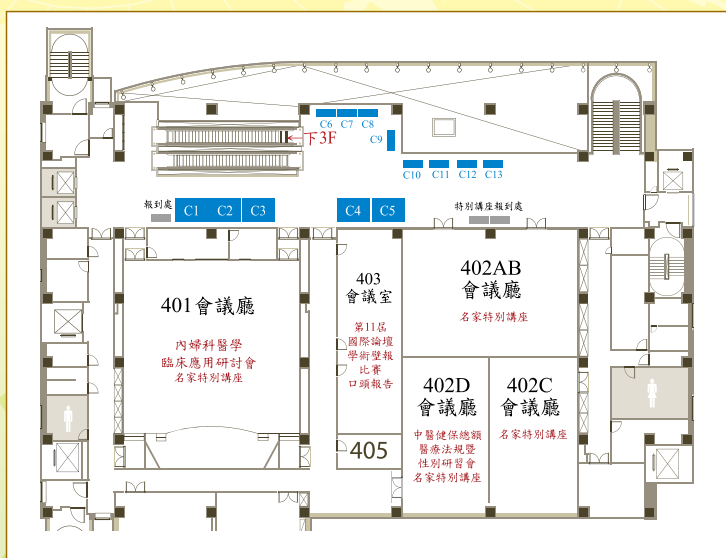 C6 C7 C8
下3F
C9
C10 C11 C12 C13
報到處
C1 C2 C3
C4 C5
特別講座報到處
401會議廳
內婦科醫學
臨床應用研討會
名家特別講座
403
會議室
第11屆
國際論壇
學術壁報
比賽
口頭報告
402AB
會議廳
名家特別講座
402D
會議廳
中醫健保總額
醫療法規暨
性別研習會
名家特別講座
402C
會議廳
名家特別講座
405